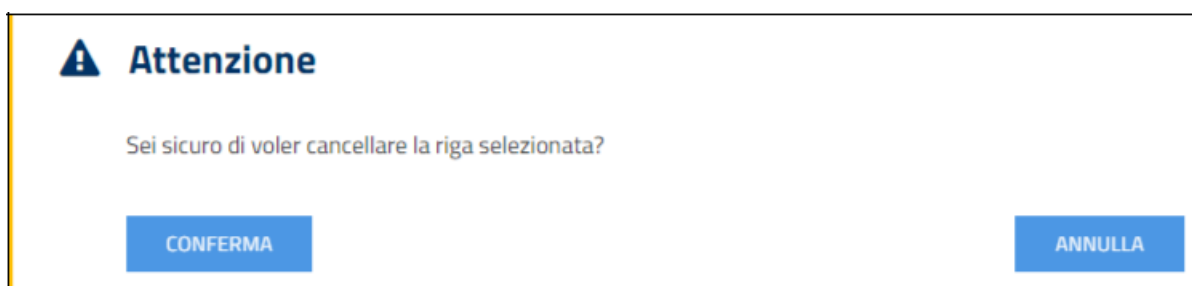 Attenzione
Sei sicuro di voler cancellare la riga selezionata?
CONFERMA ANNULLA